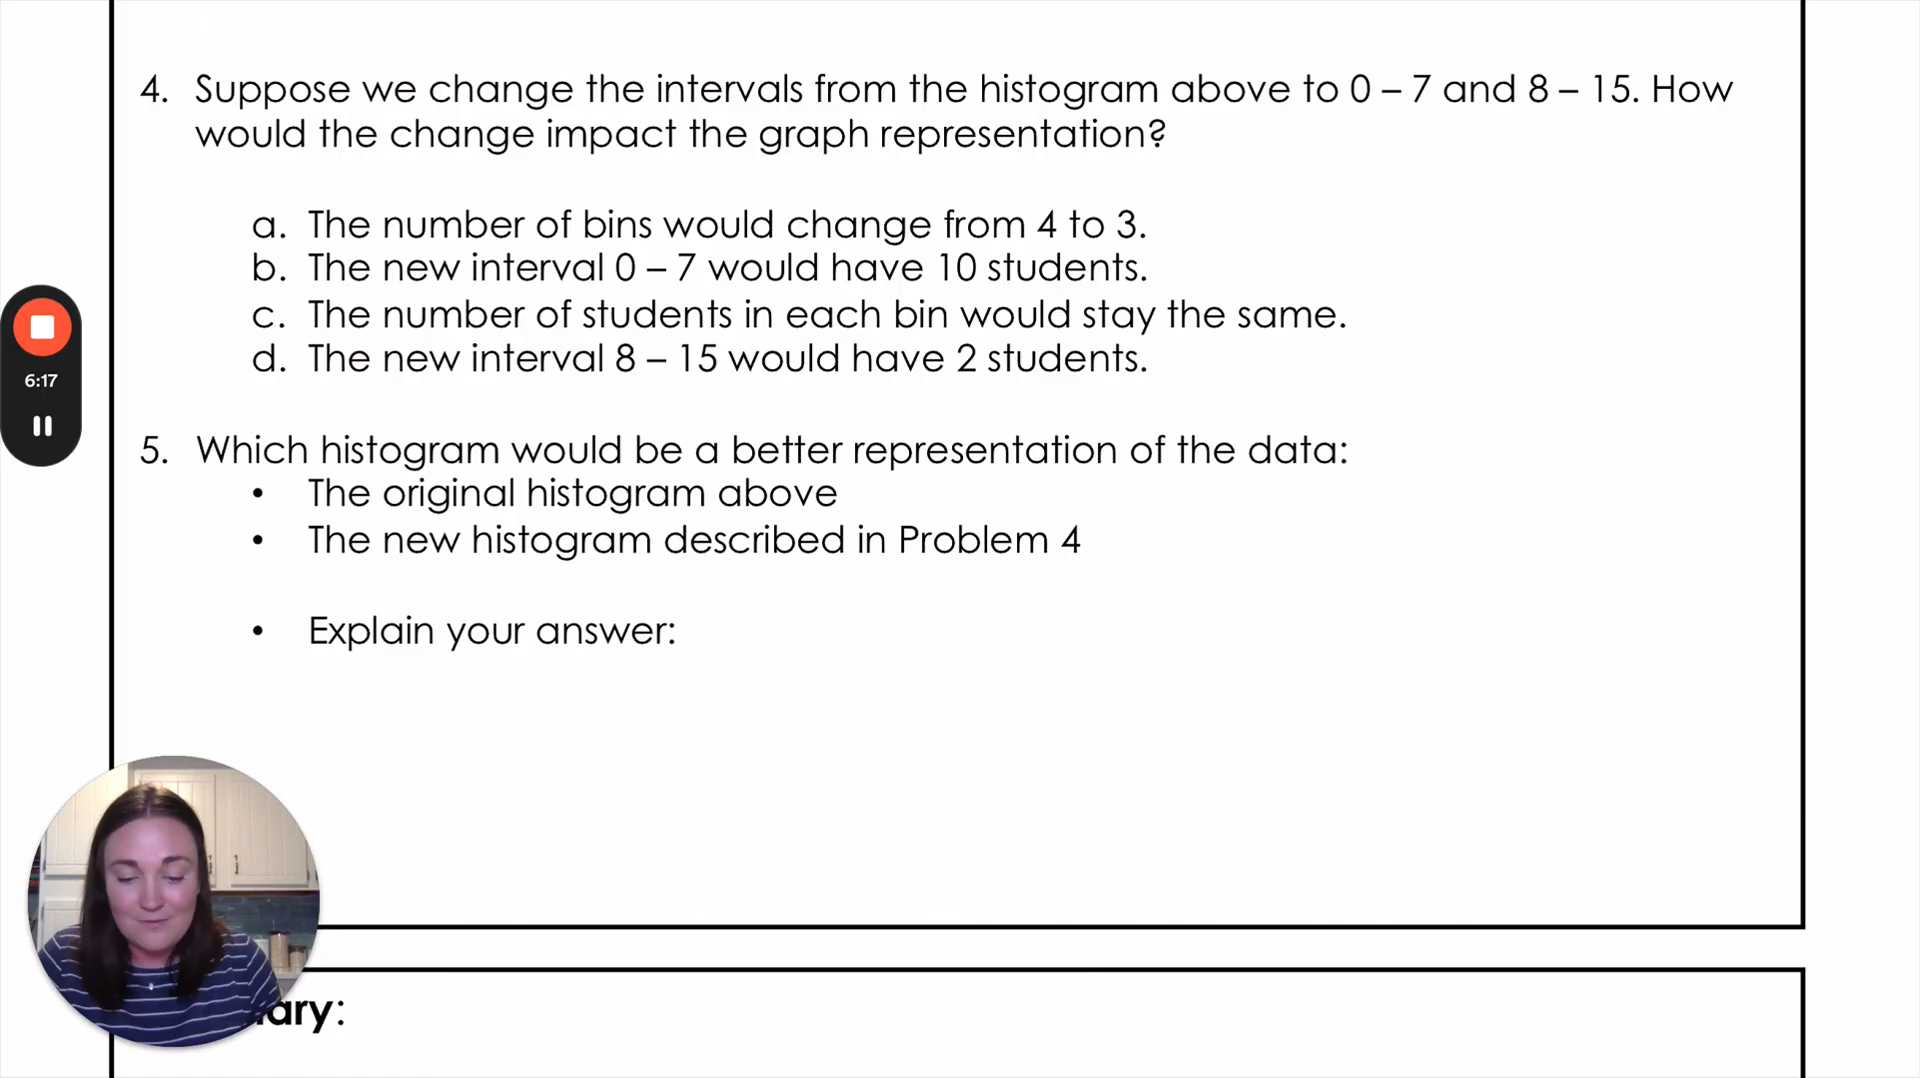 4. Suppose we change the intervals from the histogram above to 0 – 7 and 8 – 15. How
would the change impact the graph representation?
a. The number of bins would change from 4 to 3.
b. The new interval 0 – 7 would have 10 students.
c. The number of students in each bin would stay the same.
d. The new interval 8 – 15 would have 2 students.
6:17
5. Which histogram would be a better representation of the data:
• The original histogram above
• The new histogram described in Problem 4
• Explain your answer: